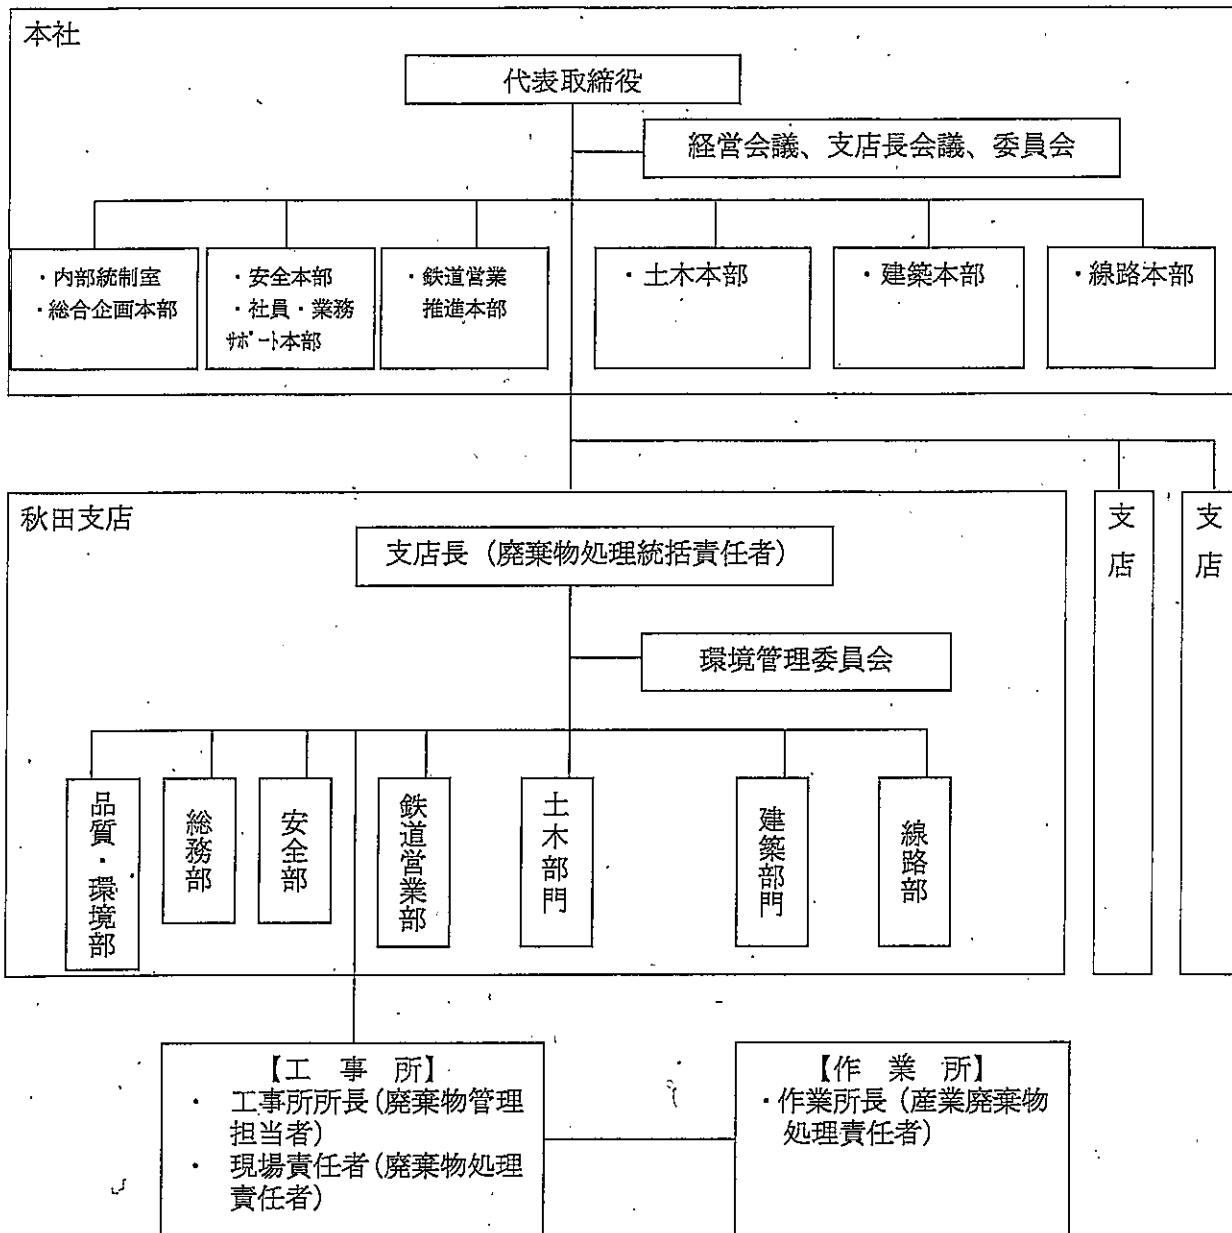 本社
代表取締役
経営会議、支店長会議、委員会
・内部統制室
・総合企画本部
・安全本部
・社員・業務
ｻﾎﾟｰﾄ本部
・鉄道営業
推進本部
・土木本部
・建築本部
・線路本部
秋田支店
支店長（廃棄物処理統括責任者）
環境管理委員会
品質・環境部
総務部
安全部
鉄道営業部
土木部門
建築部門
線路部
支店
支店
【工 事 所】
・ 工事所所長（廃棄物管理
担当者）
・ 現場責任者（廃棄物処理
責任者）
【作 業 所】
・作業所長（産業廃棄物
処理責任者）